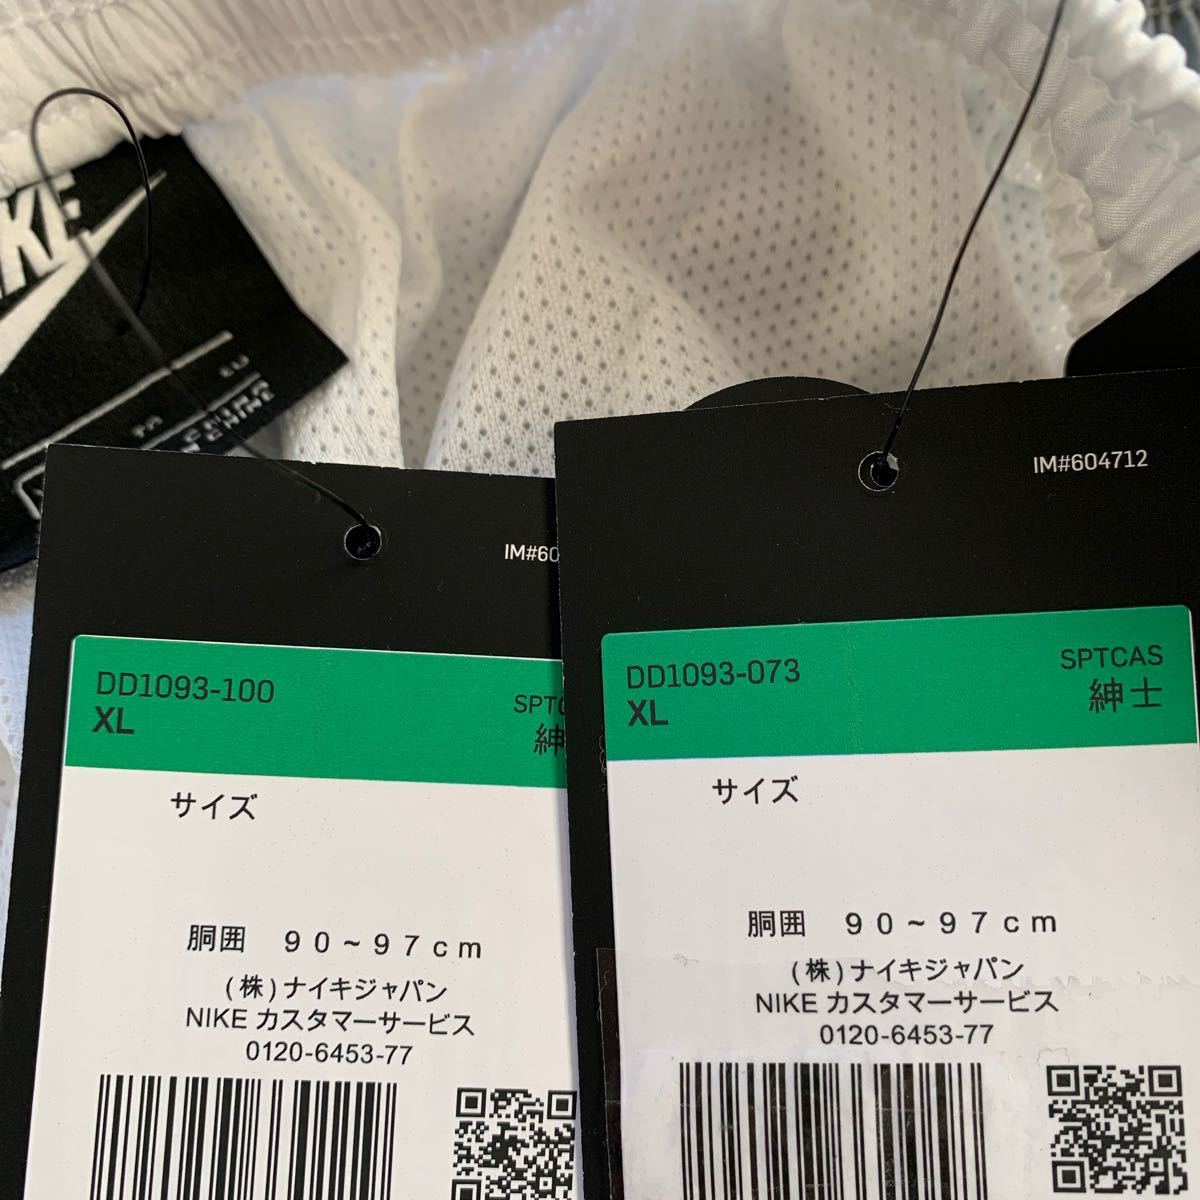 IM#60
DD1093-100
XL
SPTC
紳
サイズ
胴囲 90~97cm
(株)ナイキジャパン
NIKE カスタマーサービス
0120-6453-77
IM#604712
DD1093-073
XL
SPTCAS
紳士
サイズ
胴囲 90~97cm
(株)ナイキジャパン
NIKE カスタマーサービス
0120-6453-77